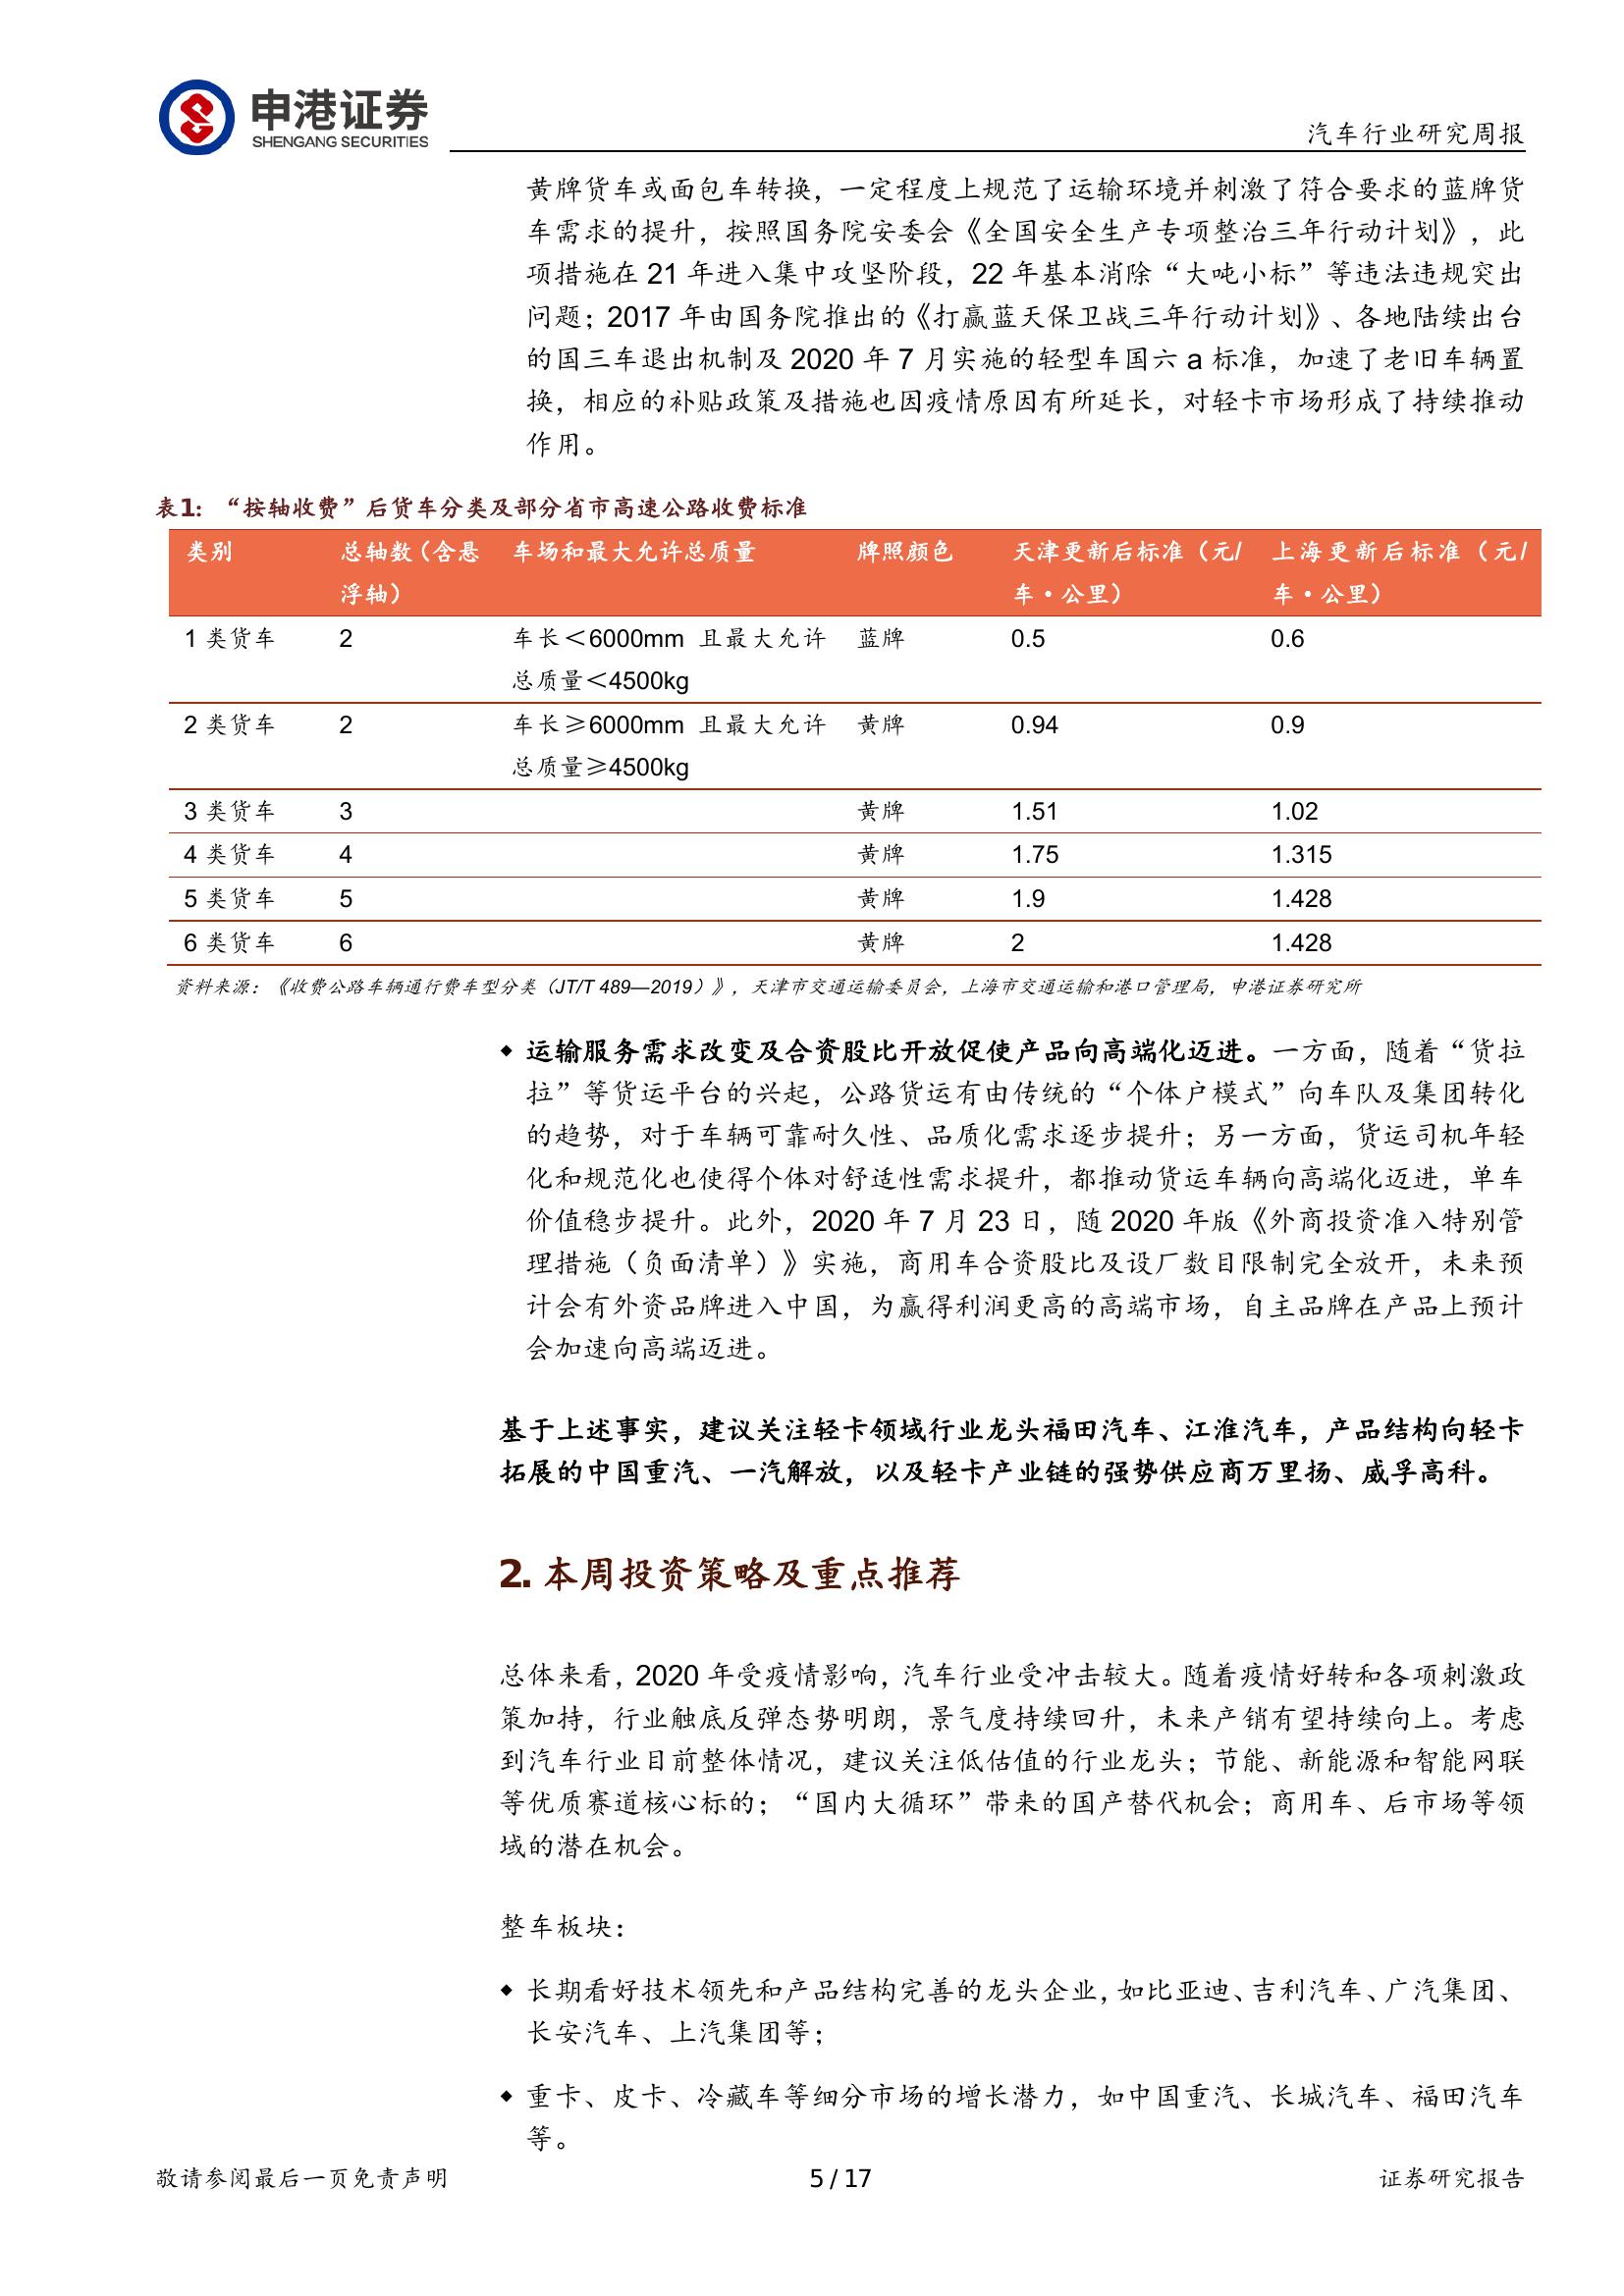 申港证券
SHENGANG SECURITIES
汽车行业研究周报
黄牌货车或面包车转换，一定程度上规范了运输环境并刺激了符合要求的蓝牌货
车需求的提升，按照国务院安委会《全国安全生产专项整治三年行动计划》，此
项措施在 21 年进入集中攻坚阶段，22 年基本消除“大吨小标”等违法违规突出
问题；2017 年由国务院推出的《打赢蓝天保卫战三年行动计划》、各地陆续出台
的国三车退出机制及 2020 年 7 月实施的轻型车国六 a 标准，加速了老旧车辆置
换，相应的补贴政策及措施也因疫情原因有所延长，对轻卡市场形成了持续推动
作用。
表1: “按轴收费”后货车分类及部分省市高速公路收费标准
类别 总轴数（含悬 车场和最大允许总质量 牌照颜色 天津更新后标准（元/ 上海更新后标准（元/
浮轴） 车·公里） 车·公里）
1 类货车 2 车长＜6000mm 且最大允许 蓝牌 0.5 0.6
总质量＜4500kg
2 类货车 2 车长≥6000mm 且最大允许 黄牌 0.94 0.9
总质量≥4500kg
3 类货车 3 黄牌 1.51 1.02
4 类货车 4 黄牌 1.75 1.315
5 类货车 5 黄牌 1.9 1.428
6 类货车 6 黄牌 2 1.428
资料来源：《收费公路车辆通行费车型分类（JT/T 489—2019）》，天津市交通运输委员会，上海市交通运输和港口管理局，申港证券研究所
◆ 运输服务需求改变及合资股比开放促使产品向高端化迈进。一方面，随着“货拉
拉”等货运平台的兴起，公路货运有由传统的“个体户模式”向车队及集团转化
的趋势，对于车辆可靠耐久性、品质化需求逐步提升；另一方面，货运司机年轻
化和规范化也使得个体对舒适性需求提升，都推动货运车辆向高端化迈进，单车
价值稳步提升。此外，2020 年 7 月 23 日，随 2020 年版《外商投资准入特别管
理措施（负面清单）》实施，商用车合资股比及设厂数目限制完全放开，未来预
计会有外资品牌进入中国，为赢得利润更高的高端市场，自主品牌在产品上预计
会加速向高端迈进。
基于上述事实，建议关注轻卡领域行业龙头福田汽车、江淮汽车，产品结构向轻卡
拓展的中国重汽、一汽解放，以及轻卡产业链的强势供应商万里扬、威孚高科。
2. 本周投资策略及重点推荐
总体来看，2020 年受疫情影响，汽车行业受冲击较大。随着疫情好转和各项刺激政
策加持，行业触底反弹态势明朗，景气度持续回升，未来产销有望持续向上。考虑
到汽车行业目前整体情况，建议关注低估值的行业龙头；节能、新能源和智能网联
等优质赛道核心标的；“国内大循环”带来的国产替代机会；商用车、后市场等领
域的潜在机会。
整车板块：
◆ 长期看好技术领先和产品结构完善的龙头企业，如比亚迪、吉利汽车、广汽集团、
长安汽车、上汽集团等；
◆ 重卡、皮卡、冷藏车等细分市场的增长潜力，如中国重汽、长城汽车、福田汽车
等。
敬请参阅最后一页免责声明 5 / 17 证券研究报告